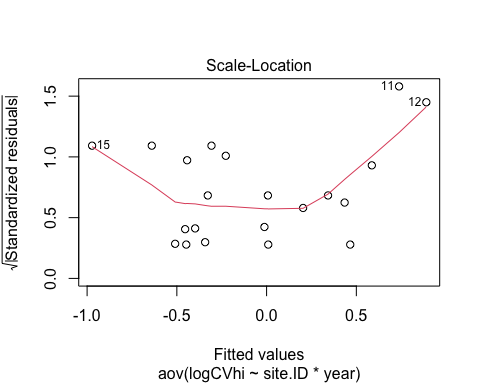 Scale-Location
√|Standardized residuals|
1.5
1.0
0.5
0.0
11
12
15
-1.0 -0.5 0.0 0.5
Fitted values
aov(logCVhi ~ site.ID * year)